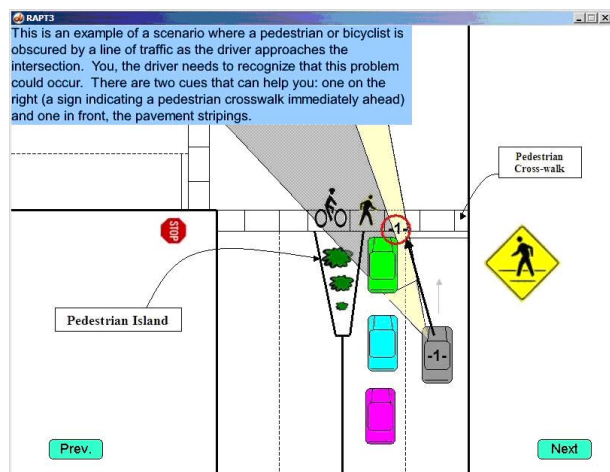 RAPT3
This is an example of a scenario where a pedestrian or bicyclist is
obscured by a line of traffic as the driver approaches the
intersection. You, the driver needs to recognize that this problem
could occur. There are two cues that can help you: one on the
right (a sign indicating a pedestrian crosswalk immediately ahead)
and one in front, the pavement stripings.
Pedestrian
Cross-walk
-1-
STOP
Pedestrian Island
-1-
Prev.
Next